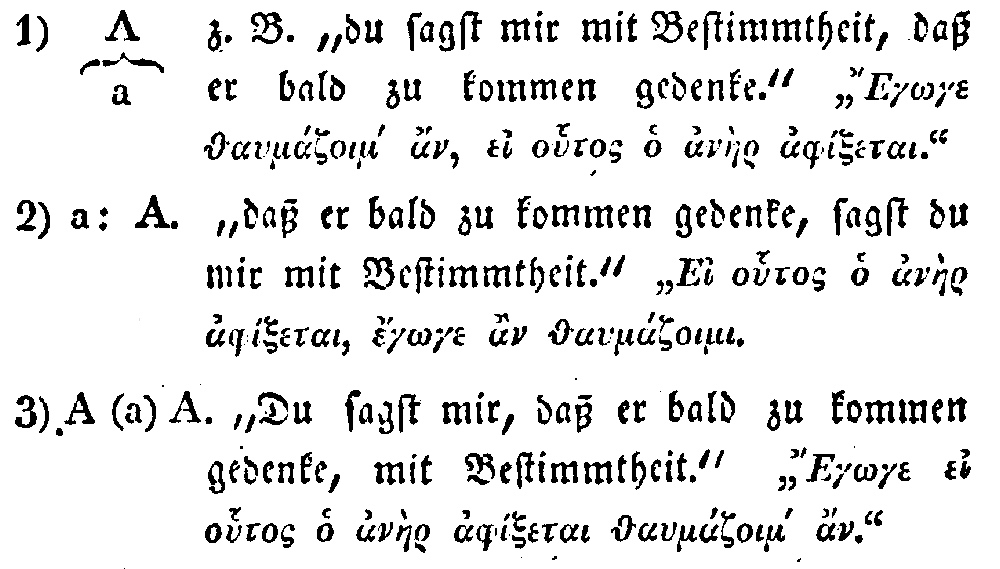 1) A z. B. „du sagst mir mit Bestimmtheit, daß
a er bald zu kommen gedenke.“ „Ἔγωγε
θαυμάζοιμ᾽ ἄν, εἰ οὗτος ὁ ἀνὴρ ἀφίξεται.“
2) a: A. „daß er bald zu kommen gedenke, sagst du
mir mit Bestimmtheit.“ „Εἰ οὗτος ὁ ἀνὴρ
ἀφίξεται, ἔγωγε ἂν θαυμάζοιμι.
3) A (a) A. „Du sagst mir, daß er bald zu kommen
gedenke, mit Bestimmtheit.“ „Ἔγωγε εἰ
οὗτος ὁ ἀνὴρ ἀφίξεται θαυμάζοιμ᾽ ἄν.“